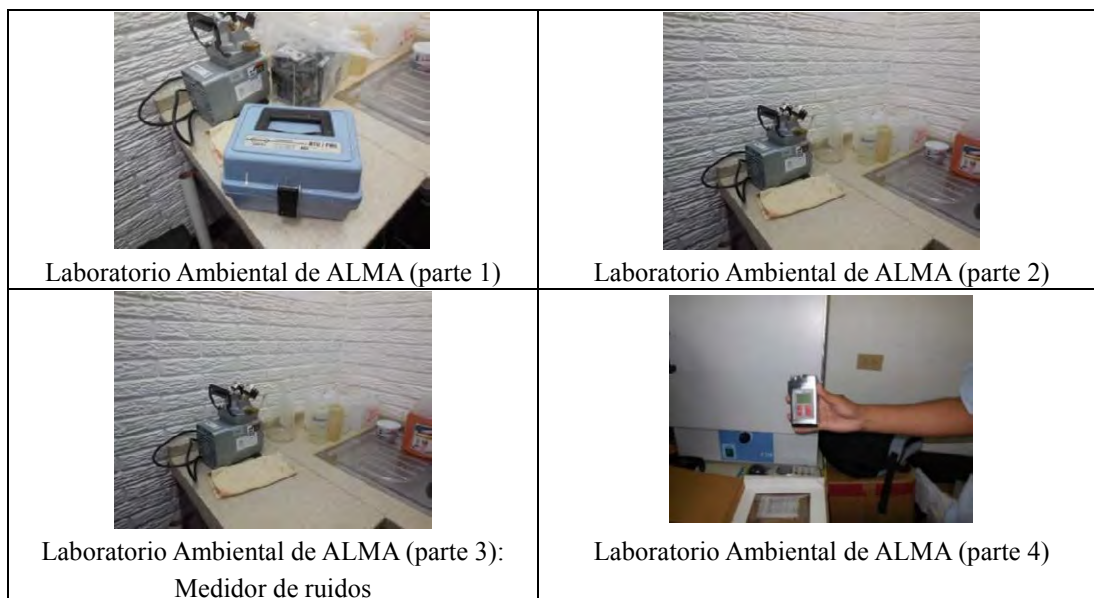 Laboratorio Ambiental de ALMA (parte 1)
Laboratorio Ambiental de ALMA (parte 2)
Laboratorio Ambiental de ALMA (parte 3):
Medidor de ruidos
Laboratorio Ambiental de ALMA (parte 4)